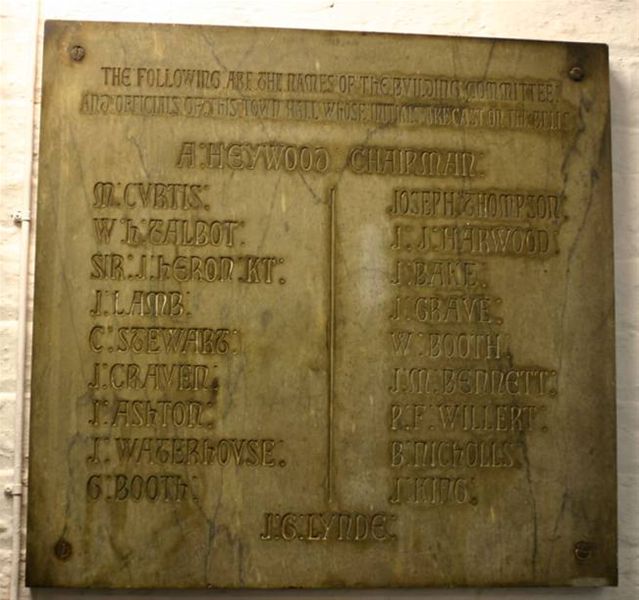 THE FOLLOWING ARE THE NAMES OF THE BUILDING COMMITTEE
AND OFFICIALS OF THIS TOWN HALL WHOSE INITIALS ARE CAST ON THE BELLS
A: HEYWOOD CHAIRMAN:
M: CVRTIS:
W: H: TALBOT:
SIR: J: HERON: KT:
J: LAMB:
C: STEWART:
J: CRAVEN:
J: ASHTON:
J: WATERHOVSE:
G: BOOTH:
JOSEPH: THOMPSON:
J: J: HARWOOD:
J: BAKE:
J: GRAVE:
W: BOOTH:
J: M: BENNETT:
P: F: WILLERT:
B: NICHOLLS:
J: KING:
J: G: LYNDE: